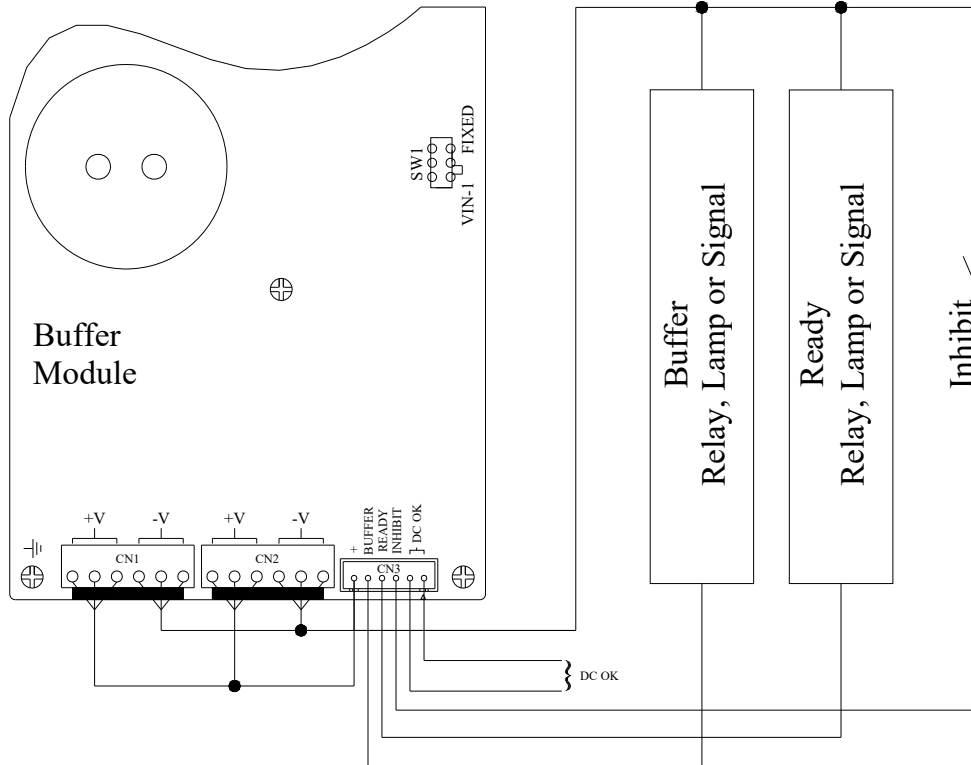 SW1
FIXED
VIN-1
Buffer
Module
Buffer
Relay, Lamp or Signal
Ready
Relay, Lamp or Signal
Inhibit
+V
-V
+V
-V
+
BUFFER
READY
INHIBIT
DC OK
CN1
CN2
CN3
DC OK